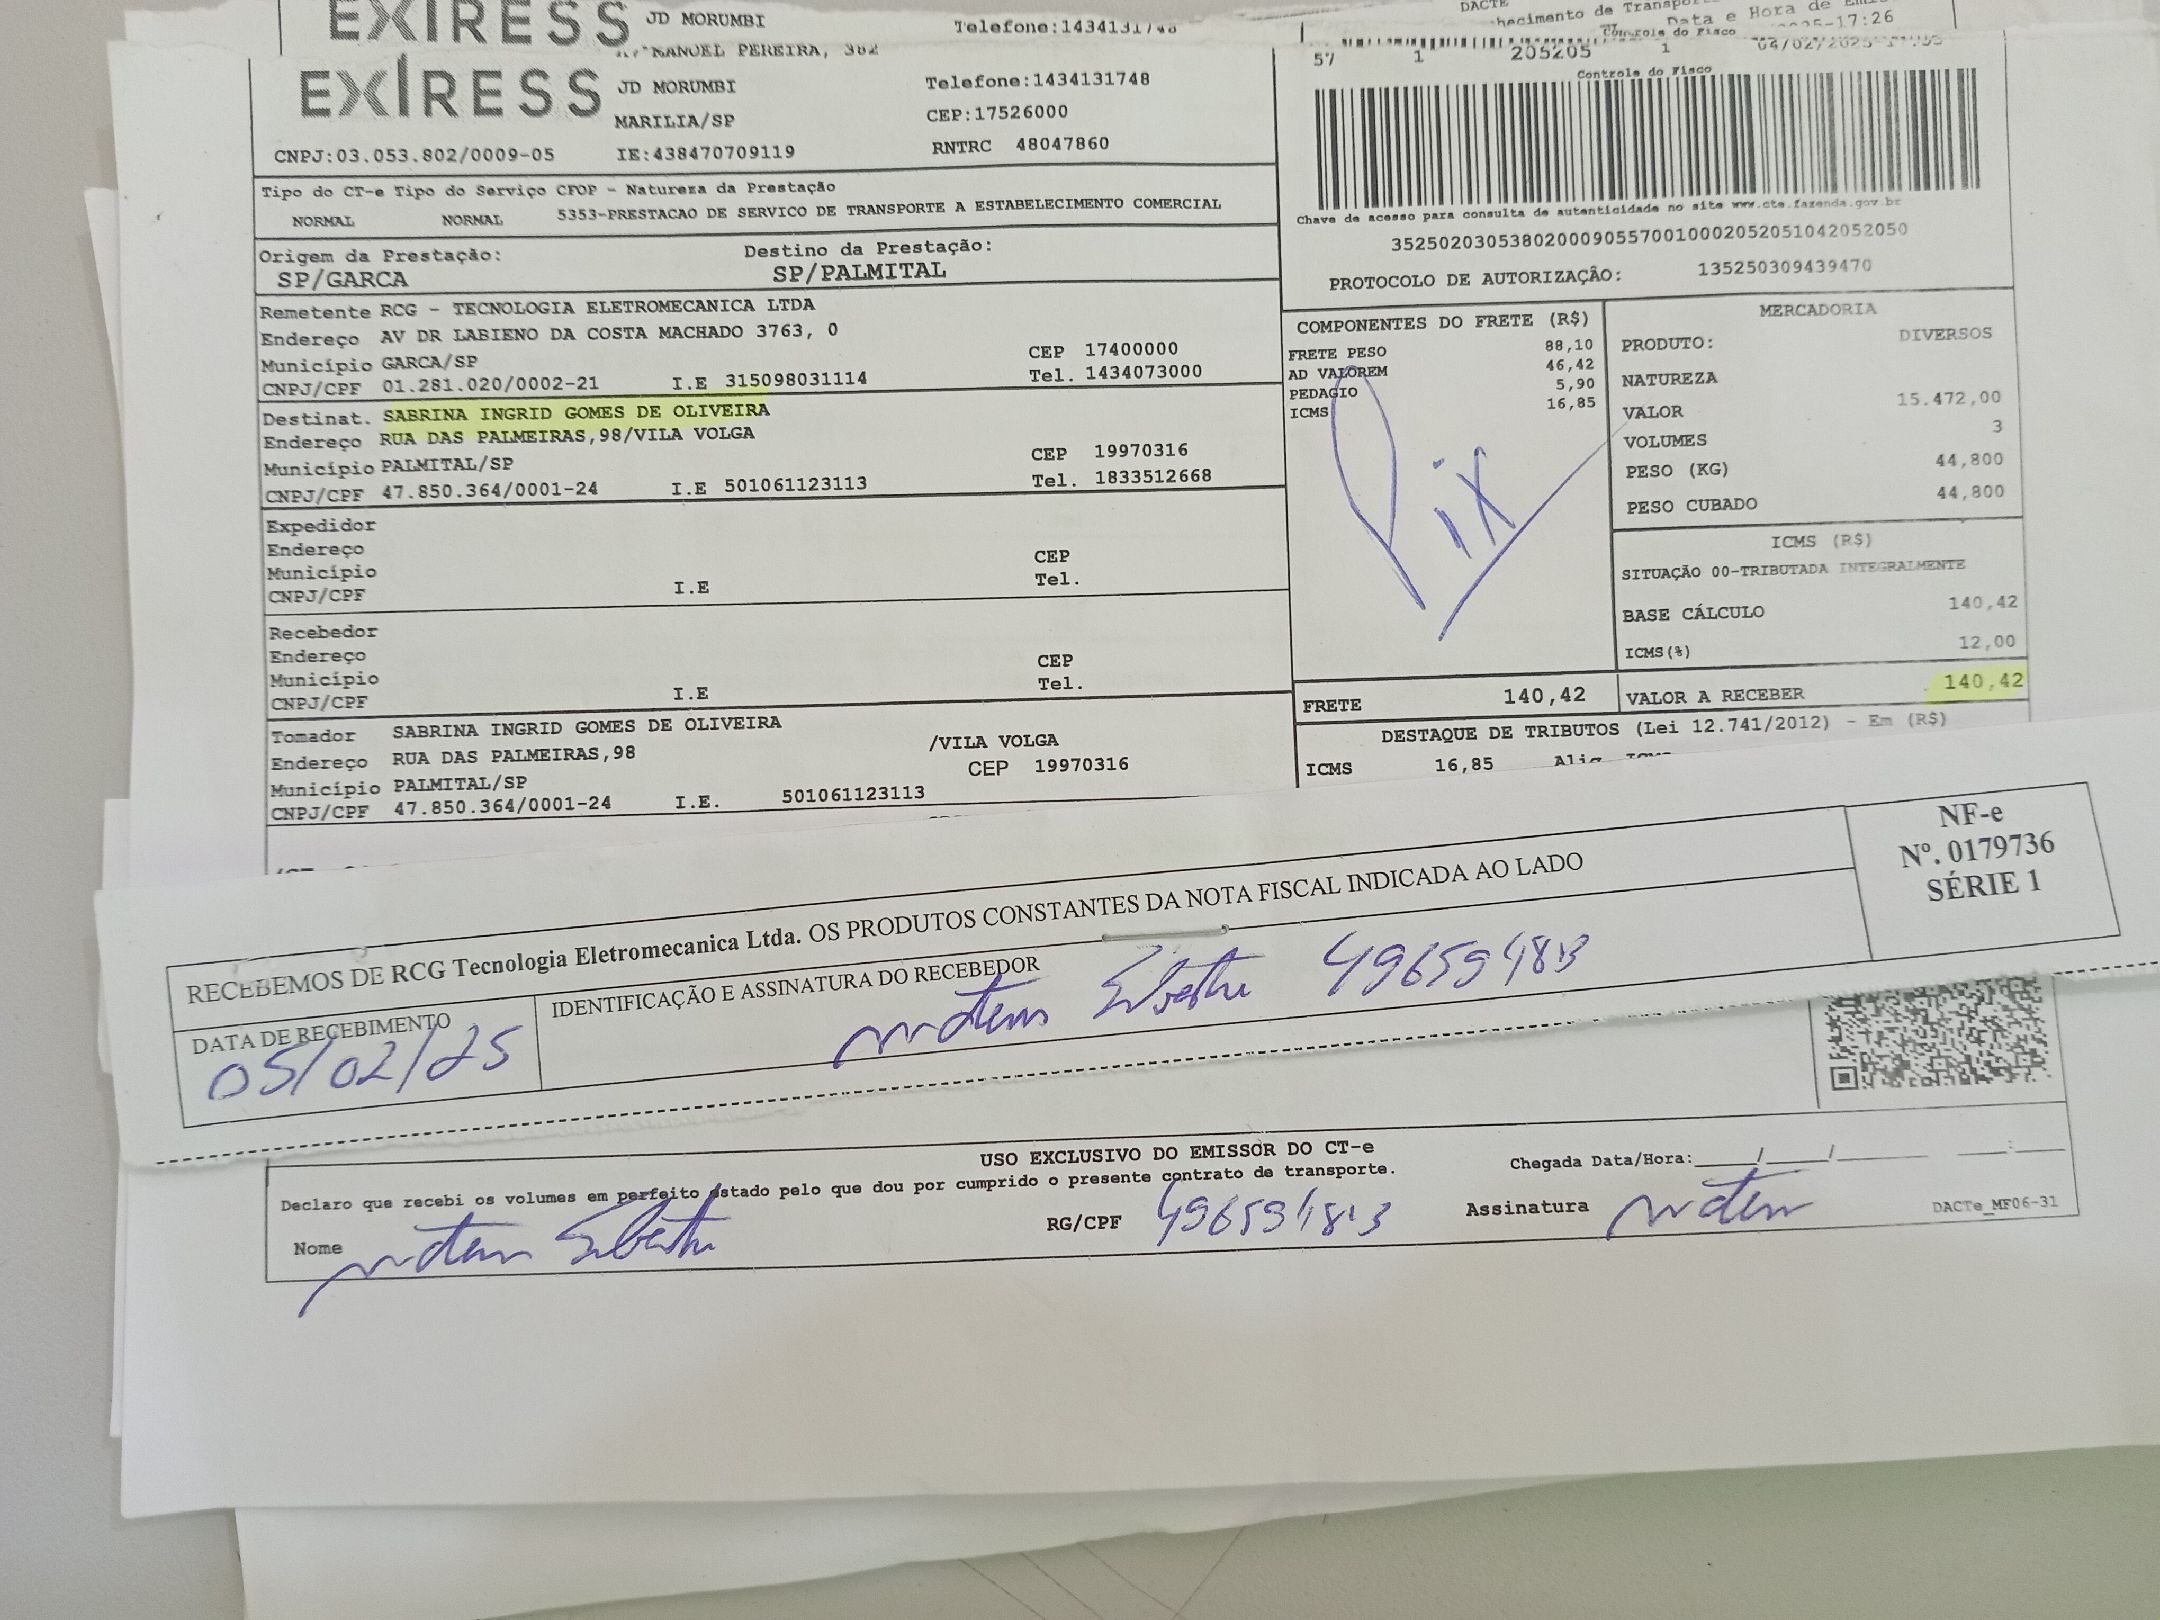 EXIRESS JD MORUMBI
EXIRESS MANOEL PEREIRA, 382
JD MORUMBI Telefone:1434131748
MARILIA/SP CEP:17526000
CNPJ:03.053.802/0009-05 IE:438470709119 RNTRC 48047860
DACTE
57 1 205205 1
Controle do Fisco
Chave de acesso para consulta de autenticidade no site www.cte.fazenda.gov.br
35250203053802000905570010002052051042052050
PROTOCOLO DE AUTORIZAÇÃO: 135250309439470
Tipo do CT-e Tipo do Serviço CFOP - Natureza da Prestação
NORMAL NORMAL 5353-PRESTACAO DE SERVICO DE TRANSPORTE A ESTABELECIMENTO COMERCIAL
Origem da Prestação: Destino da Prestação:
SP/GARCA SP/PALMITAL
Remetente RCG - TECNOLOGIA ELETROMECANICA LTDA
Endereço AV DR LABIENO DA COSTA MACHADO 3763, 0
Município GARCA/SP CEP 17400000
CNPJ/CPF 01.281.020/0002-21 I.E 315098031114 Tel. 1434073000
Destinat. SABRINA INGRID GOMES DE OLIVEIRA
Endereço RUA DAS PALMEIRAS,98/VILA VOLGA
Município PALMITAL/SP CEP 19970316
CNPJ/CPF 47.850.364/0001-24 I.E 501061123113 Tel. 1833512668
Expedidor
Endereço
Município CEP
CNPJ/CPF I.E Tel.
Recebedor
Endereço
Município CEP
CNPJ/CPF I.E Tel.
Tomador SABRINA INGRID GOMES DE OLIVEIRA
Endereço RUA DAS PALMEIRAS,98 /VILA VOLGA
Município PALMITAL/SP CEP 19970316
CNPJ/CPF 47.850.364/0001-24 I.E. 501061123113
COMPONENTES DO FRETE (R$)
FRETE PESO 88,10
AD VALOREM 46,42
PEDAGIO 5,90
ICMS 16,85
Pix
MERCADORIA
PRODUTO: DIVERSOS
NATUREZA
VALOR 15.472,00
VOLUMES 3
PESO (KG) 44,800
PESO CUBADO 44,800
ICMS (R$)
SITUAÇÃO 00-TRIBUTADA INTEGRALMENTE
BASE CÁLCULO 140,42
ICMS(%) 12,00
FRETE 140,42 VALOR A RECEBER 140,42
DESTAQUE DE TRIBUTOS (Lei 12.741/2012) - Em (R$)
ICMS 16,85
RECEBEMOS DE RCG Tecnologia Eletromecanica Ltda. OS PRODUTOS CONSTANTES DA NOTA FISCAL INDICADA AO LADO
DATA DE RECEBIMENTO IDENTIFICAÇÃO E ASSINATURA DO RECEBEDOR
05/02/25
NF-e
Nº. 0179736
SÉRIE 1
USO EXCLUSIVO DO EMISSOR DO CT-e
Declaro que recebi os volumes em perfeito estado pelo que dou por cumprido o presente contrato de transporte.
Chegada Data/Hora:
Nome RG/CPF Assinatura
DACTe_MF06-31